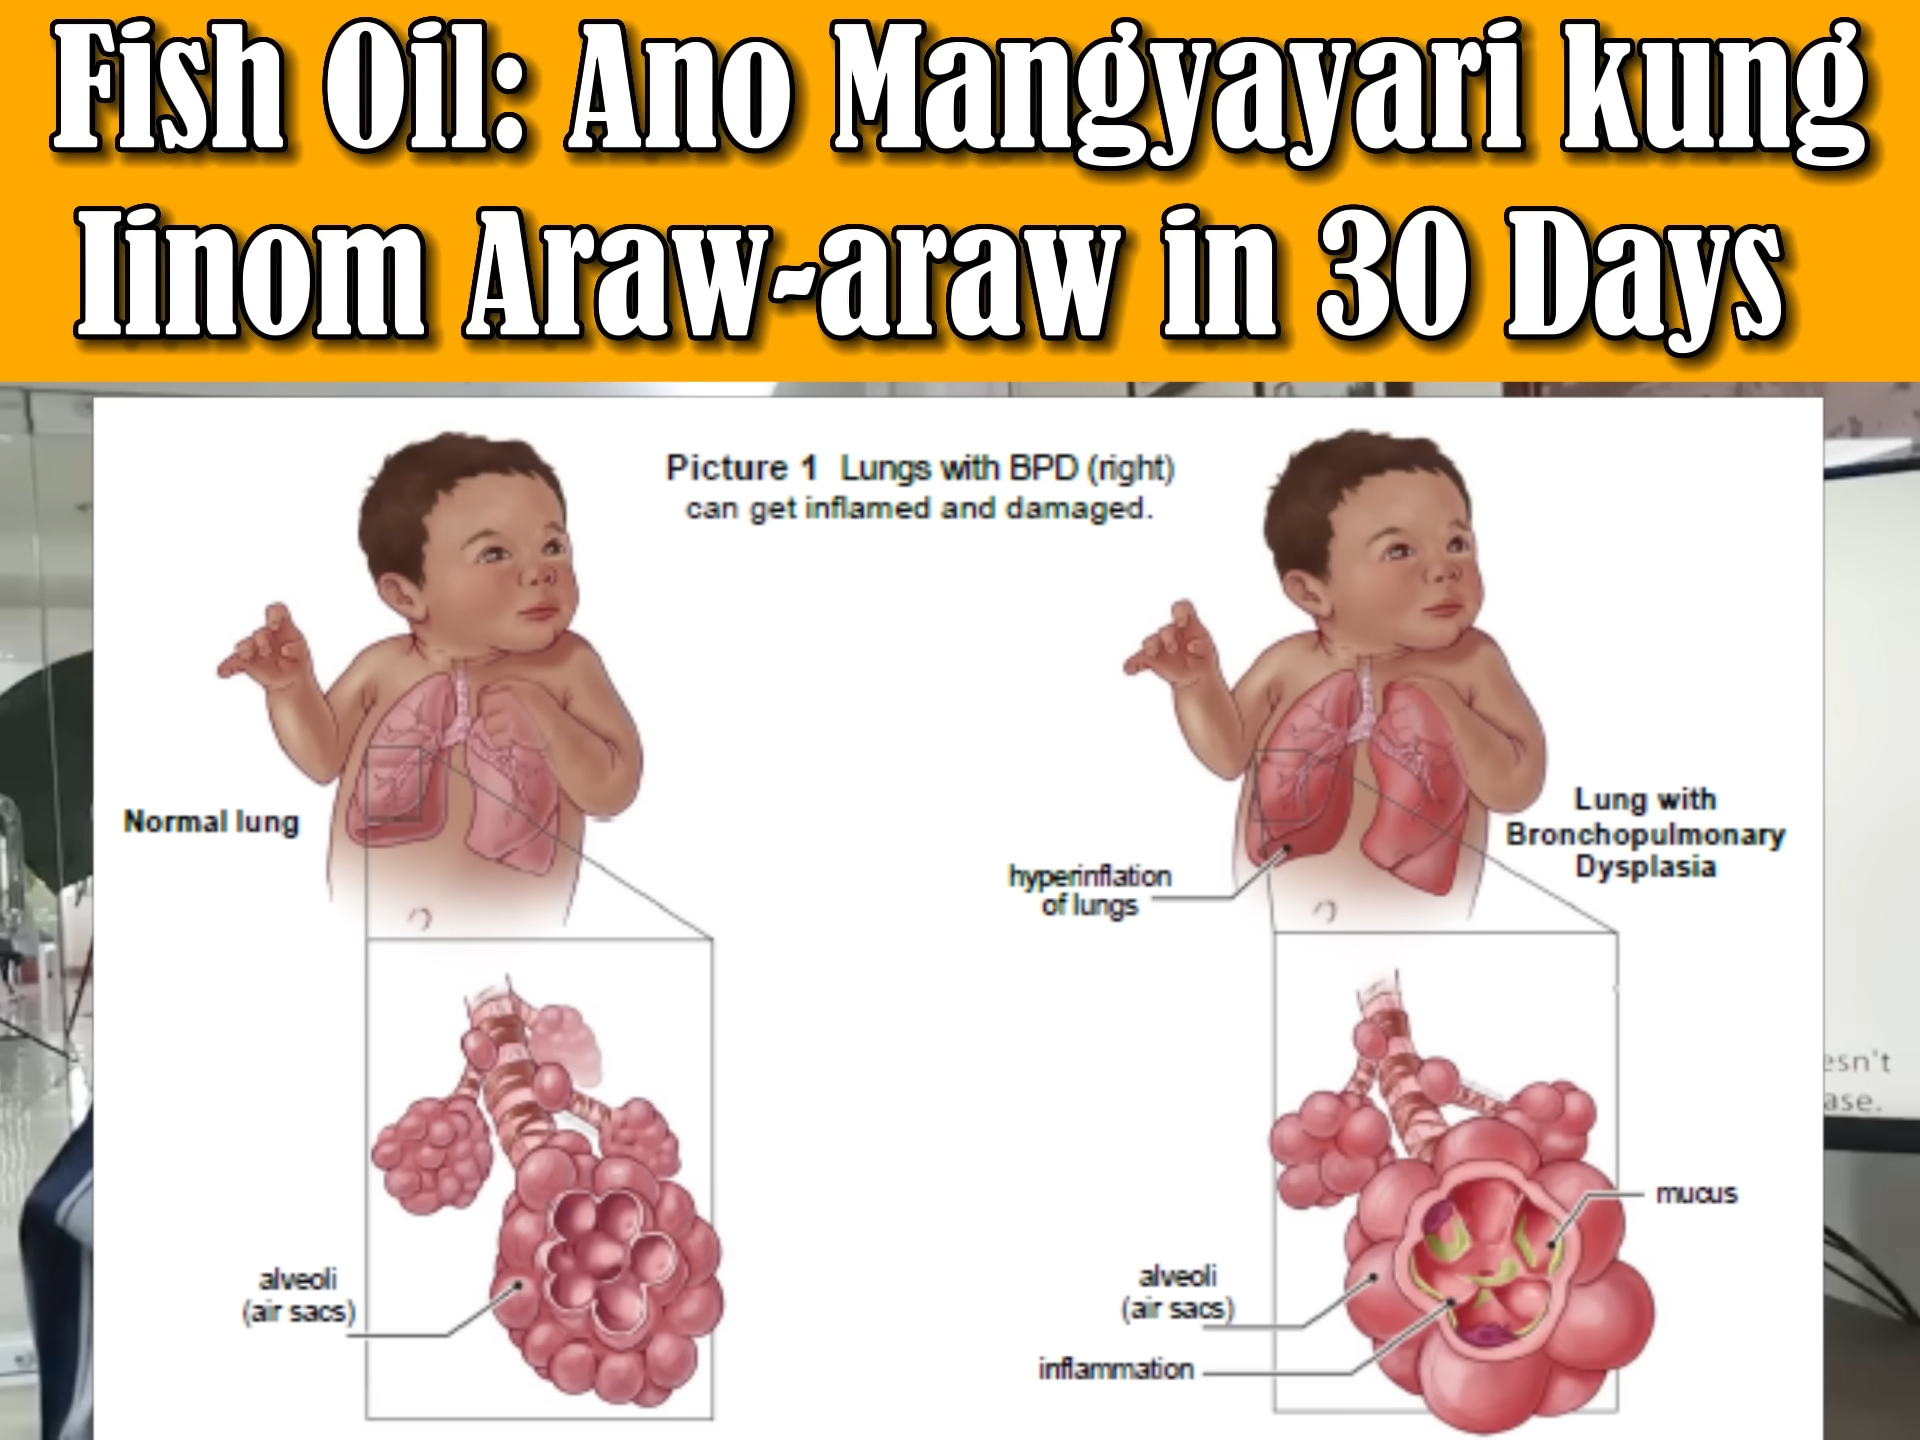 Fish Oil: Ano Mangyayari kung
Iinom Araw-araw in 30 Days
Picture 1 Lungs with BPD (right)
can get inflamed and damaged.
Normal lung
Lung with
Bronchopulmonary
Dysplasia
hyperinflation
of lungs
alveoli
(air sacs)
mucus
alveoli
(air sacs)
inflammation